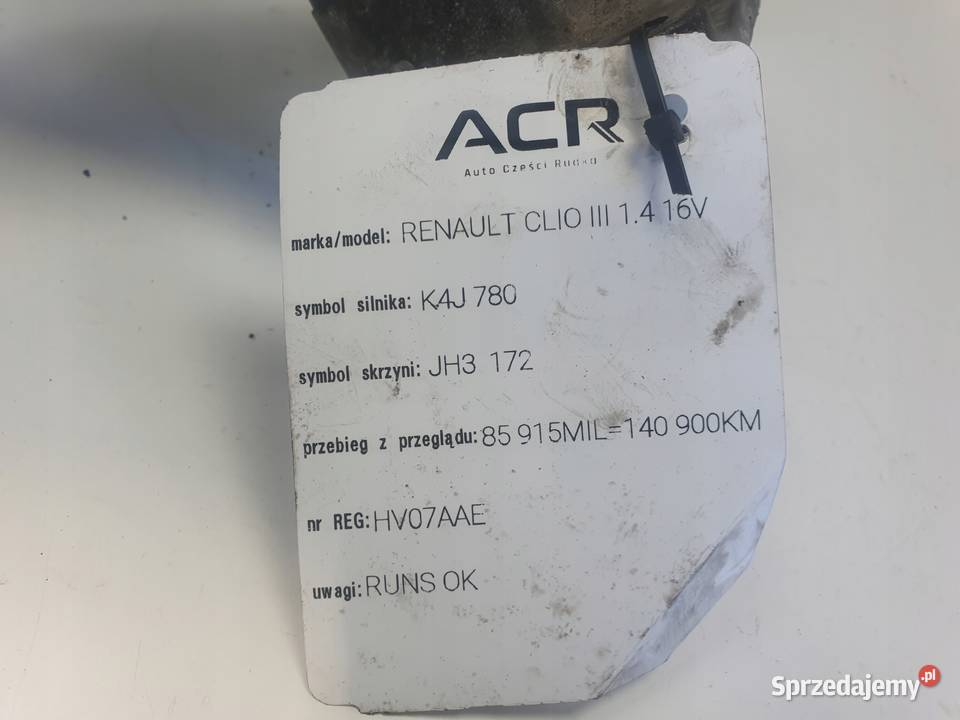 ACR
Auto Części Rudka
marka/model: RENAULT CLIO III 1.4 16V
symbol silnika: K4J 780
symbol skrzyni: JH3 172
przebieg z przeglądu: 85 915MIL=140 900KM
nr REG: HV07AAE
uwagi: RUNS OK
Sprzedajemy.pl